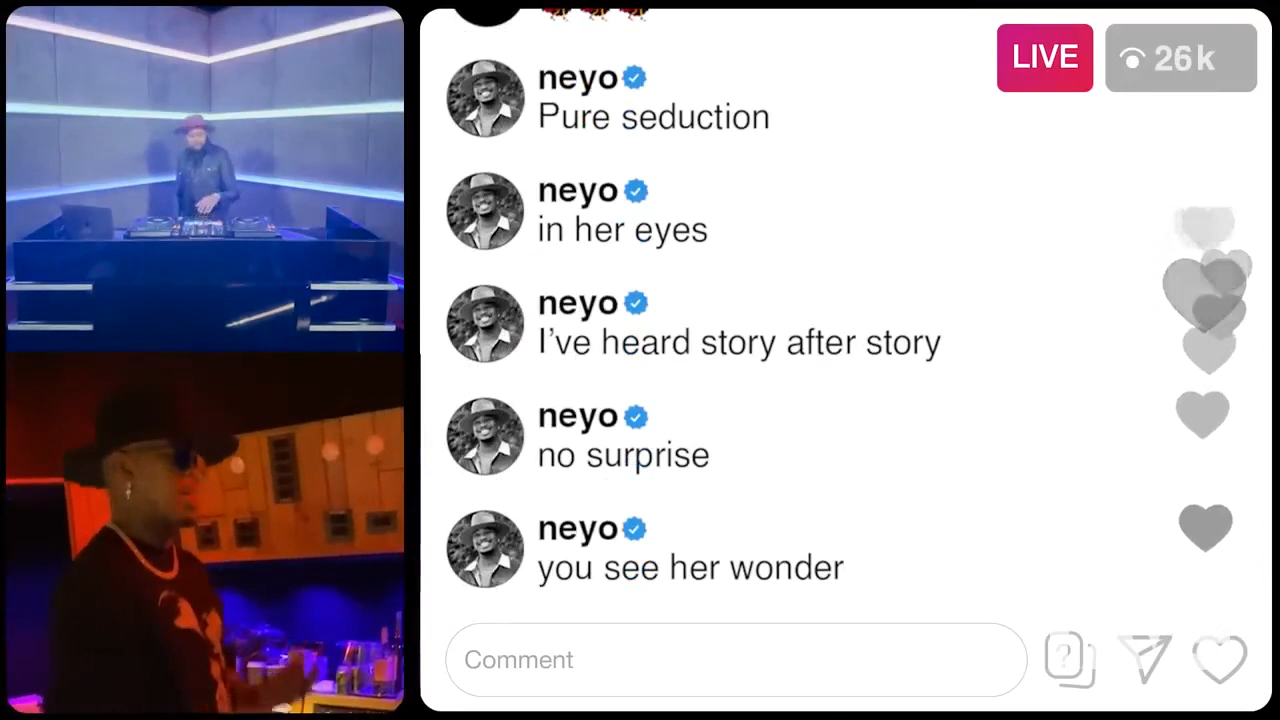 LIVE
26k
neyo
Pure seduction
neyo
in her eyes
neyo
I've heard story after story
neyo
no surprise
neyo
you see her wonder
Comment
?